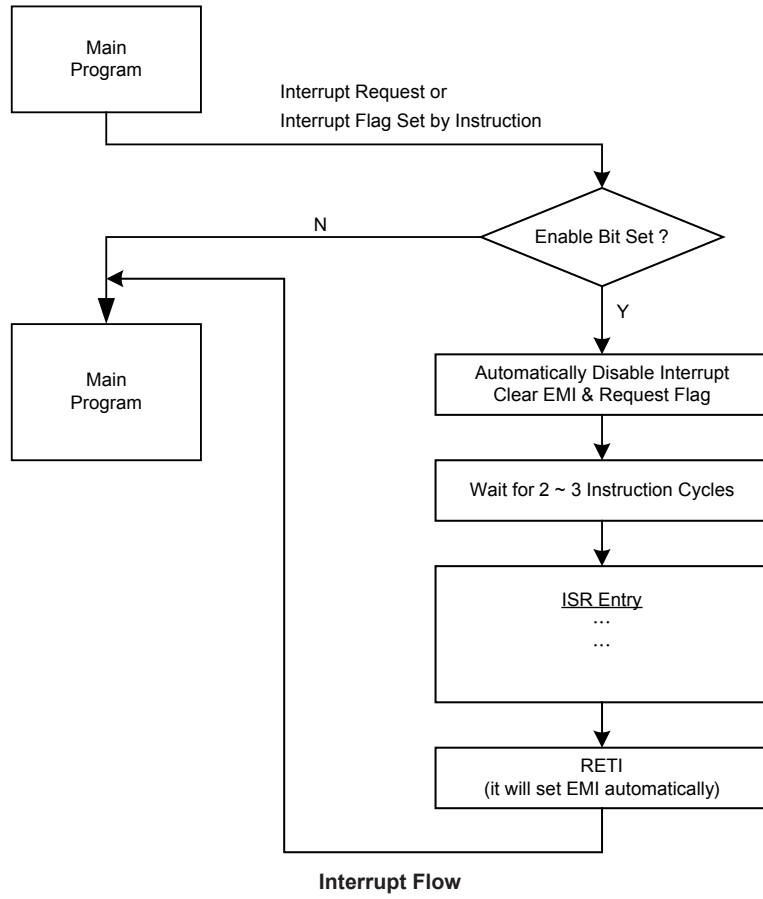 Main
Program
Interrupt Request or
Interrupt Flag Set by Instruction
Enable Bit Set ?
N
Y
Main
Program
Automatically Disable Interrupt
Clear EMI & Request Flag
Wait for 2 ~ 3 Instruction Cycles
ISR Entry
...
...
RETI
(it will set EMI automatically)
Interrupt Flow